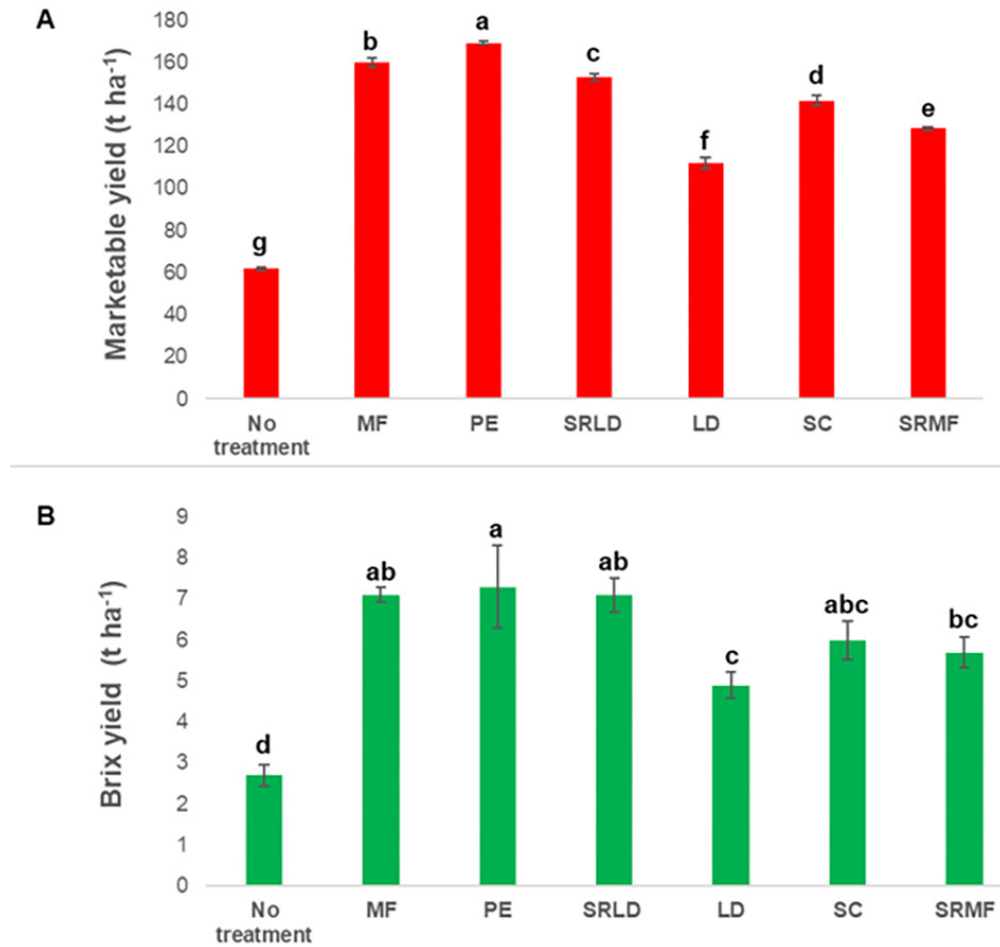 A
Marketable yield (t ha⁻¹)
180
160
140
120
100
80
60
40
20
0
g
b
a
c
f
d
e
No treatment
MF
PE
SRLD
LD
SC
SRMF
B
Brix yield (t ha⁻¹)
9
8
7
6
5
4
3
2
1
0
d
ab
a
ab
c
abc
bc
No treatment
MF
PE
SRLD
LD
SC
SRMF